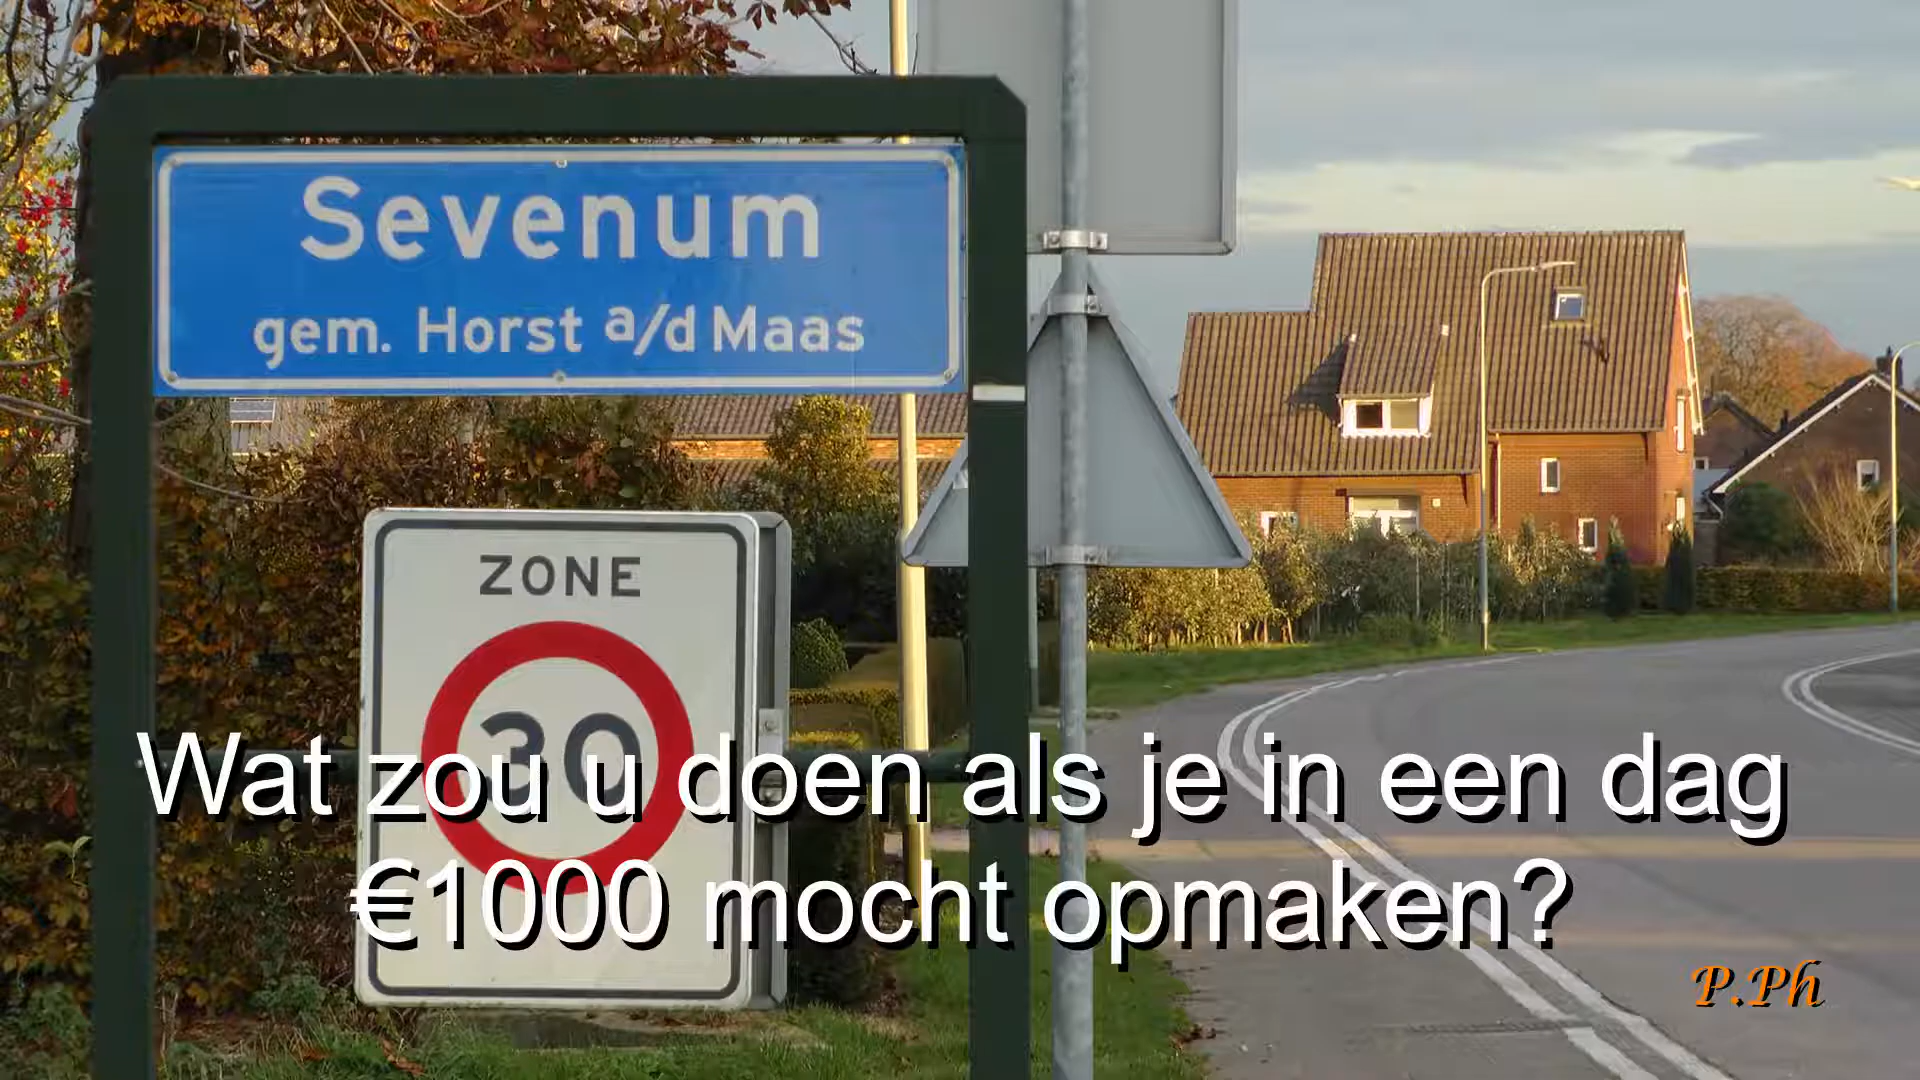 Sevenum
gem. Horst a/d Maas
ZONE
30
Wat zou u doen als je in een dag
€1000 mocht opmaken?
P.Ph